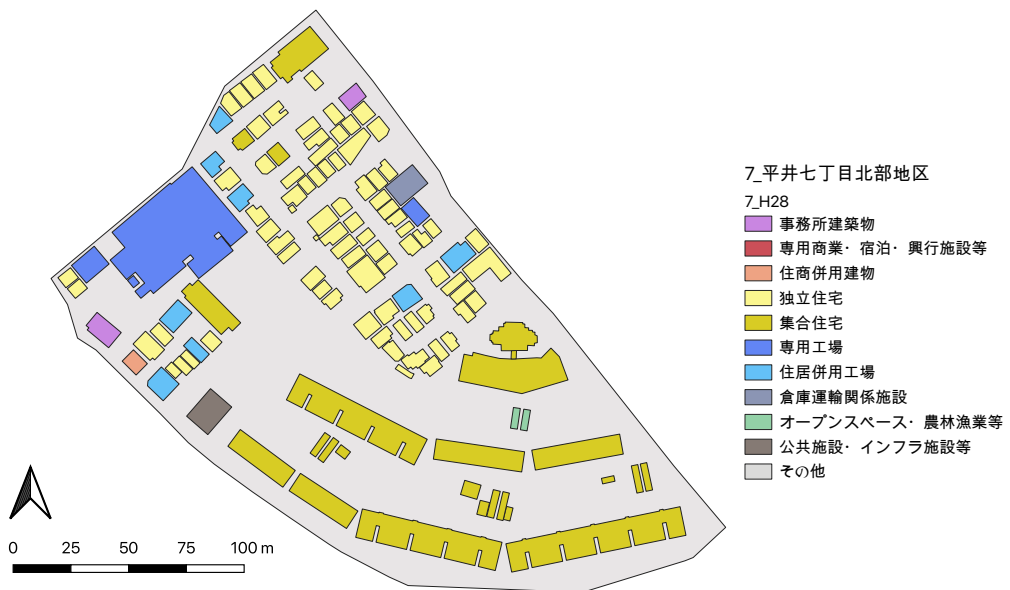 7_平井七丁目北部地区
7_H28
事務所建築物
専用商業・宿泊・興行施設等
住商併用建物
独立住宅
集合住宅
専用工場
住居併用工場
倉庫運輸関係施設
オープンスペース・農林漁業等
公共施設・インフラ施設等
その他
0 25 50 75 100 m